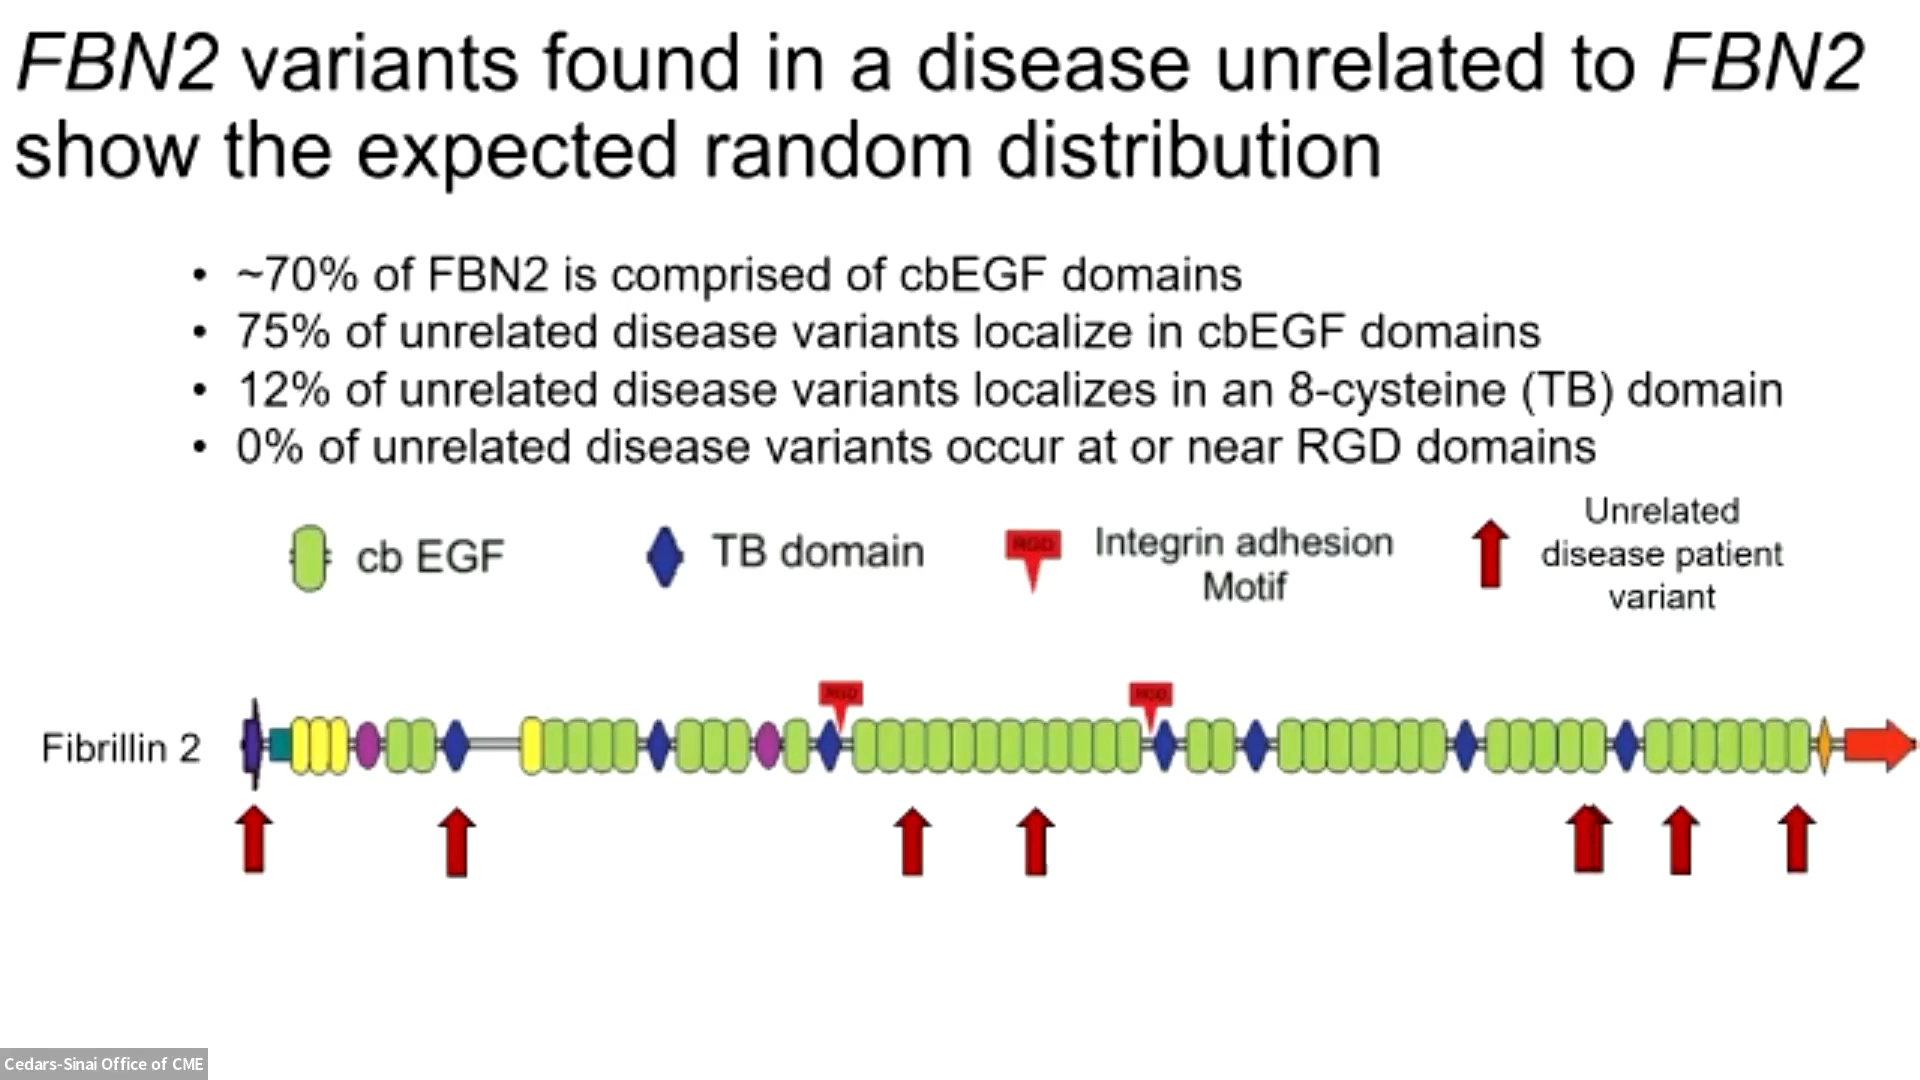 FBN2 variants found in a disease unrelated to FBN2
show the expected random distribution
• ~70% of FBN2 is comprised of cbEGF domains
• 75% of unrelated disease variants localize in cbEGF domains
• 12% of unrelated disease variants localizes in an 8-cysteine (TB) domain
• 0% of unrelated disease variants occur at or near RGD domains
cb EGF
TB domain
RGD
Integrin adhesion
Motif
Unrelated
disease patient
variant
RGD
RGD
Fibrillin 2
Cedars-Sinai Office of CME